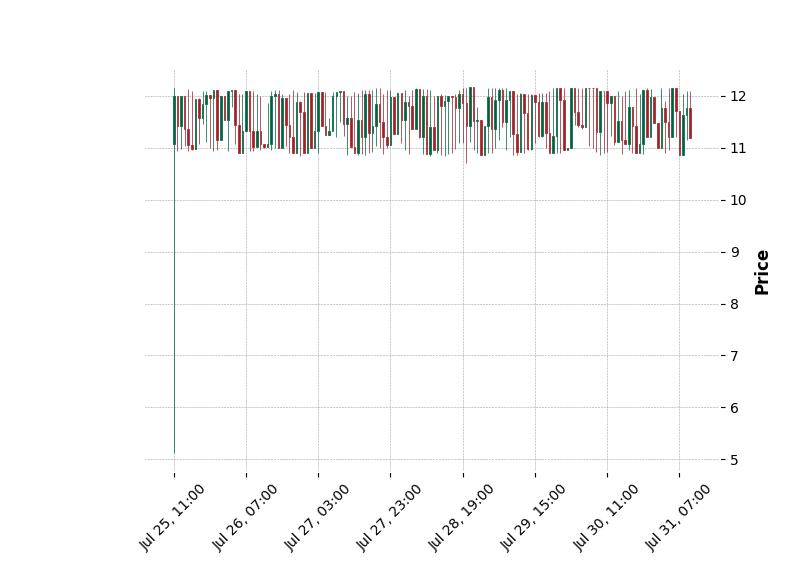 12
11
10
9
8
7
6
5
Price
Jul 25, 11:00
Jul 26, 07:00
Jul 27, 03:00
Jul 27, 23:00
Jul 28, 19:00
Jul 29, 15:00
Jul 30, 11:00
Jul 31, 07:00